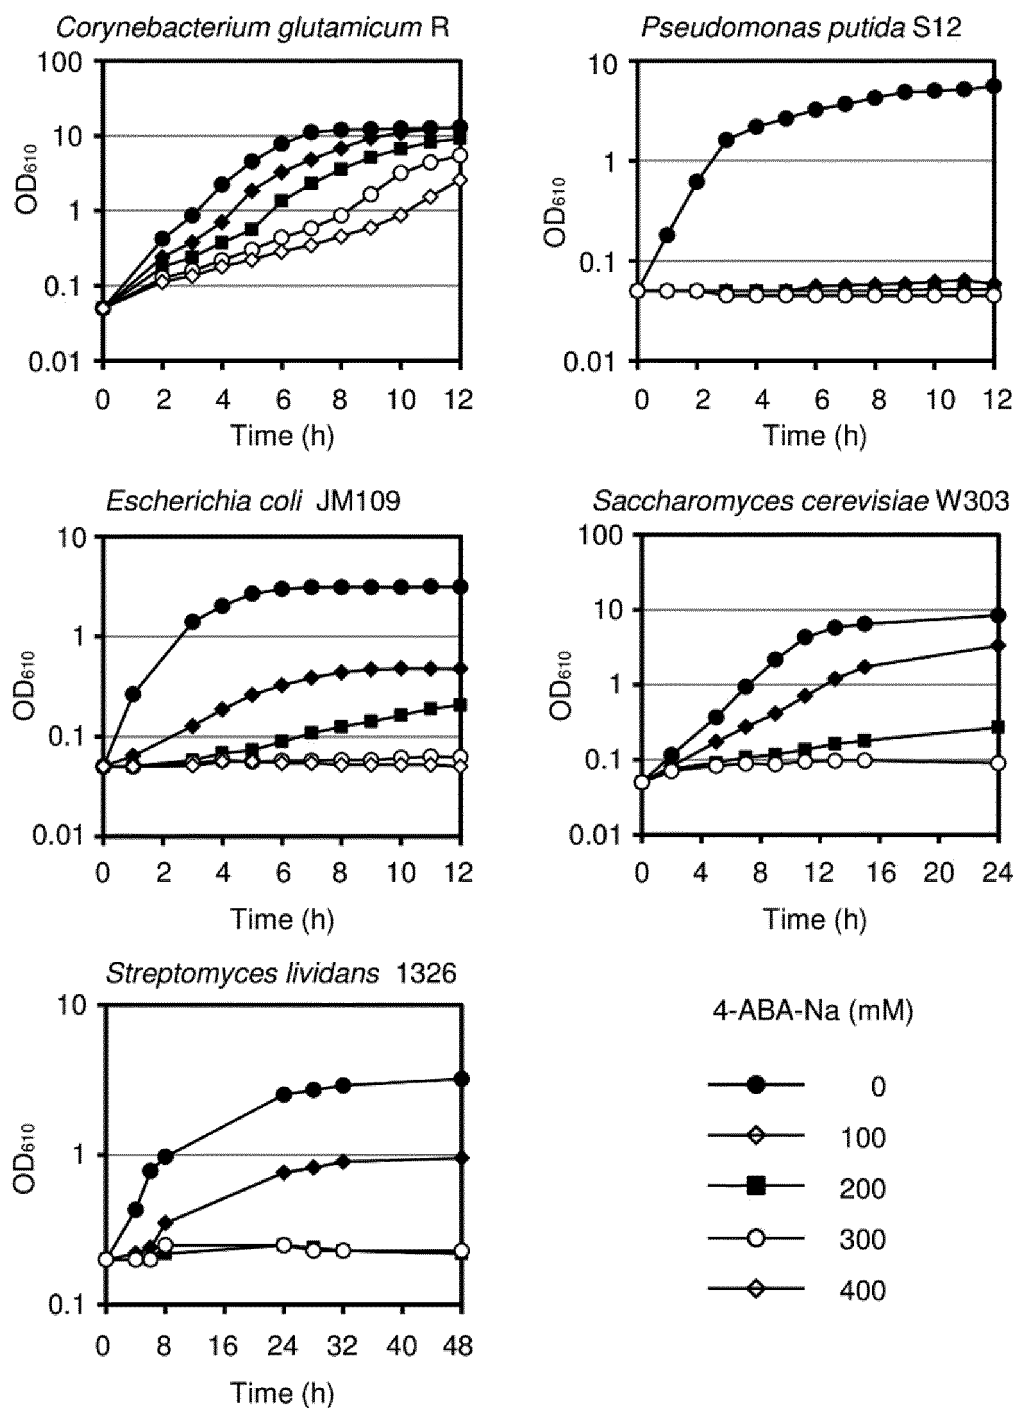 Corynebacterium glutamicum R
100
10
1
0.1
0.01
OD610
0 2 4 6 8 10 12
Time (h)
Pseudomonas putida S12
10
1
0.1
0.01
OD610
0 2 4 6 8 10 12
Time (h)
Escherichia coli JM109
10
1
0.1
0.01
OD610
0 2 4 6 8 10 12
Time (h)
Saccharomyces cerevisiae W303
100
10
1
0.1
0.01
OD610
0 4 8 12 16 20 24
Time (h)
Streptomyces lividans 1326
10
1
0.1
OD610
0 8 16 24 32 40 48
Time (h)
4-ABA-Na (mM)
0
100
200
300
400